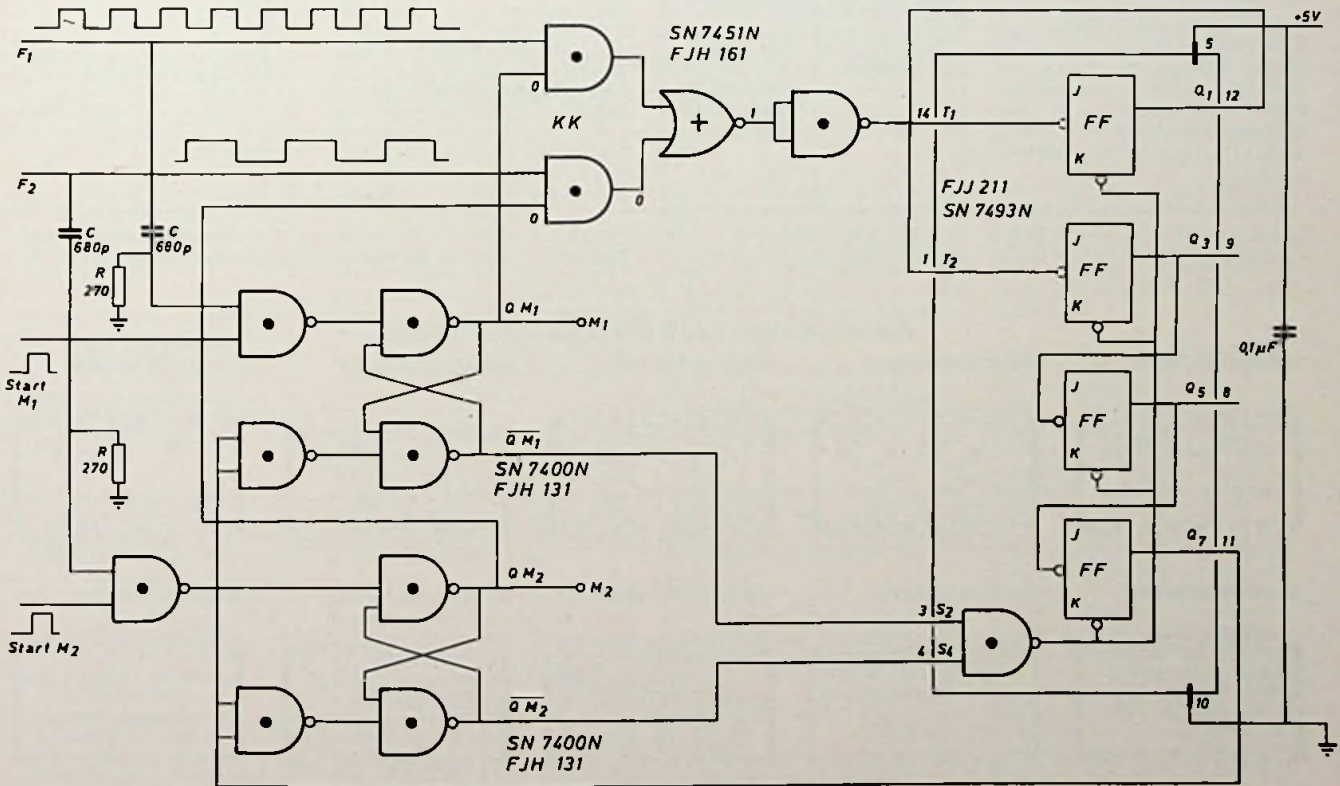 F1
F2
C
680p
C
680p
R
270
Start
M1
R
270
Start M2
0
KK
0
0
SN 7451N
FJH 161
+
1
Q M1
M1
Q M1
SN 7400N
FJH 131
Q M2
M2
Q M2
SN 7400N
FJH 131
14 T1
FJJ 211
SN 7493N
1 T2
3 S2
4 S4
J
FF
K
Q1 12
J
FF
K
Q3 9
J
FF
K
Q5 8
J
FF
K
Q7 11
5
+5V
0,1µF
10